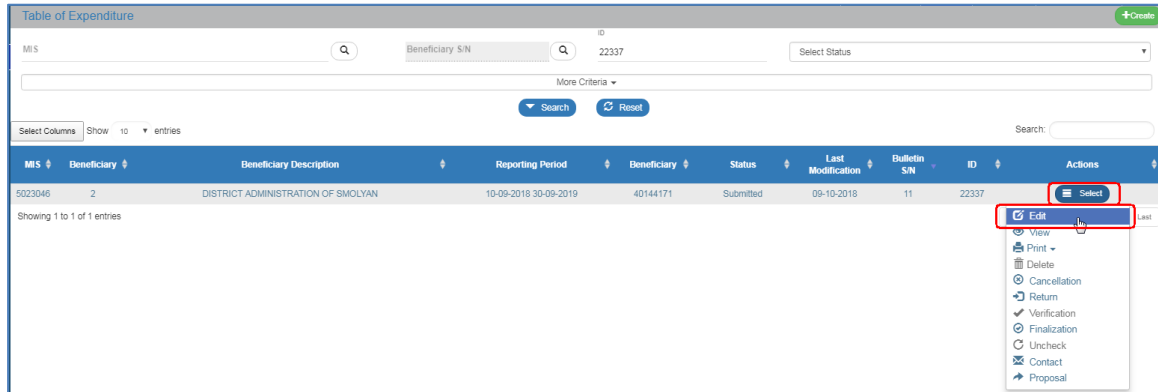 Table of Expenditure
Create
ID
MIS
Beneficiary S/N
22337
Select Status
More Criteria
Search Reset
Select Columns Show 10 entries Search:
MIS Beneficiary Beneficiary Description Reporting Period Beneficiary Status Last Modification Bulletin S/N ID Actions
5023046 2 DISTRICT ADMINISTRATION OF SMOLYAN 10-09-2018 30-09-2019 40144171 Submitted 09-10-2018 11 22337 Select
Showing 1 to 1 of 1 entries Last
Edit
View
Print
Delete
Cancellation
Return
Verification
Finalization
Uncheck
Contact
Proposal